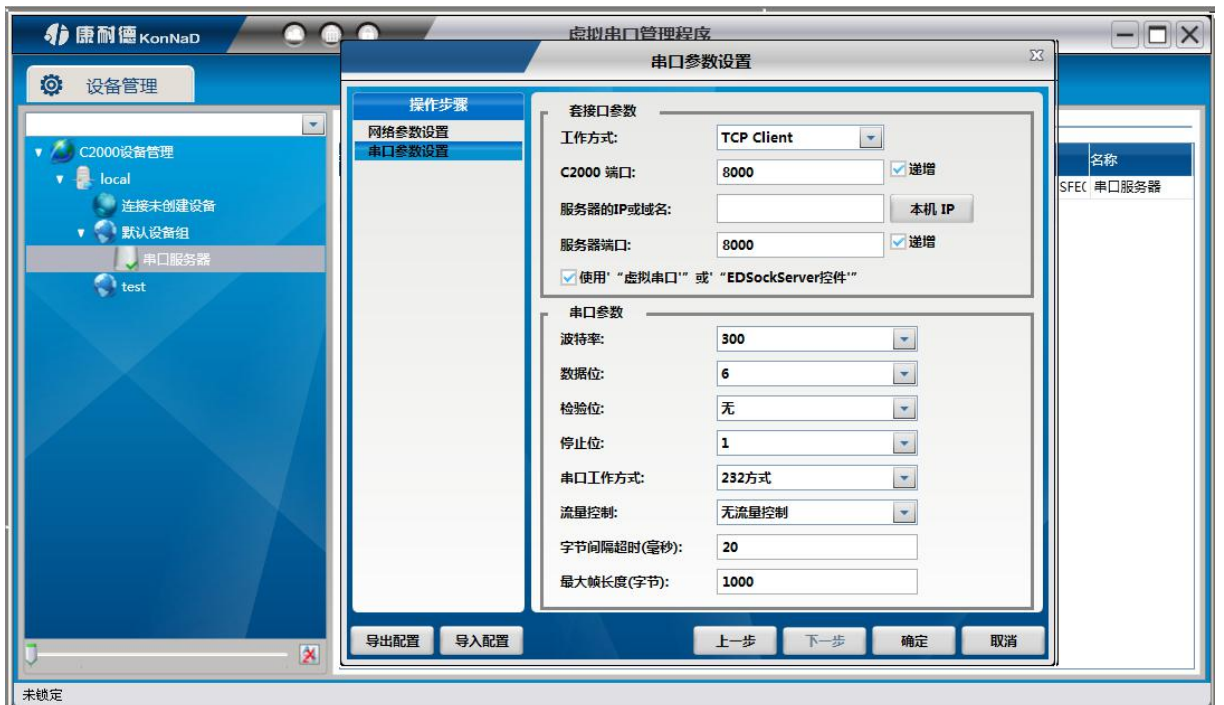 康耐德 KonNaD
虚拟串口管理程序
设备管理
C2000设备管理
local
连接未创建设备
默认设备组
串口服务器
test
名称
SFEC 串口服务器
串口参数设置
操作步骤
网络参数设置
串口参数设置
套接口参数
工作方式: TCP Client
C2000 端口: 8000 递增
服务器的IP或域名: 本机 IP
服务器端口: 8000 递增
使用' “虚拟串口'” 或' “EDSockServer控件'”
串口参数
波特率: 300
数据位: 6
检验位: 无
停止位: 1
串口工作方式: 232方式
流量控制: 无流量控制
字节间隔超时(毫秒): 20
最大帧长度(字节): 1000
导出配置 导入配置 上一步 下一步 确定 取消
未锁定